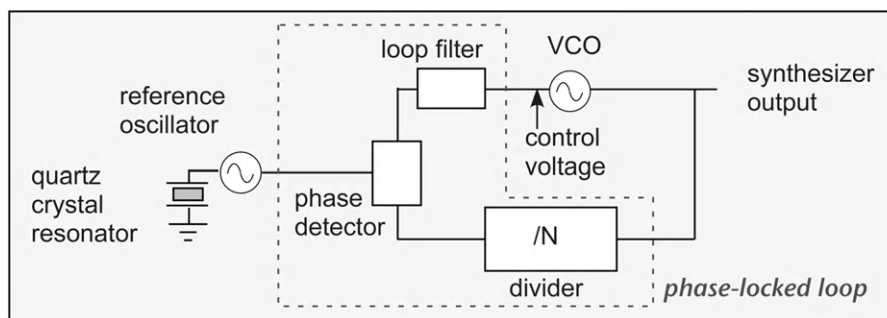 loop filter
VCO
synthesizer
output
reference
oscillator
control
voltage
quartz
crystal
resonator
phase
detector
/N
divider
phase-locked loop